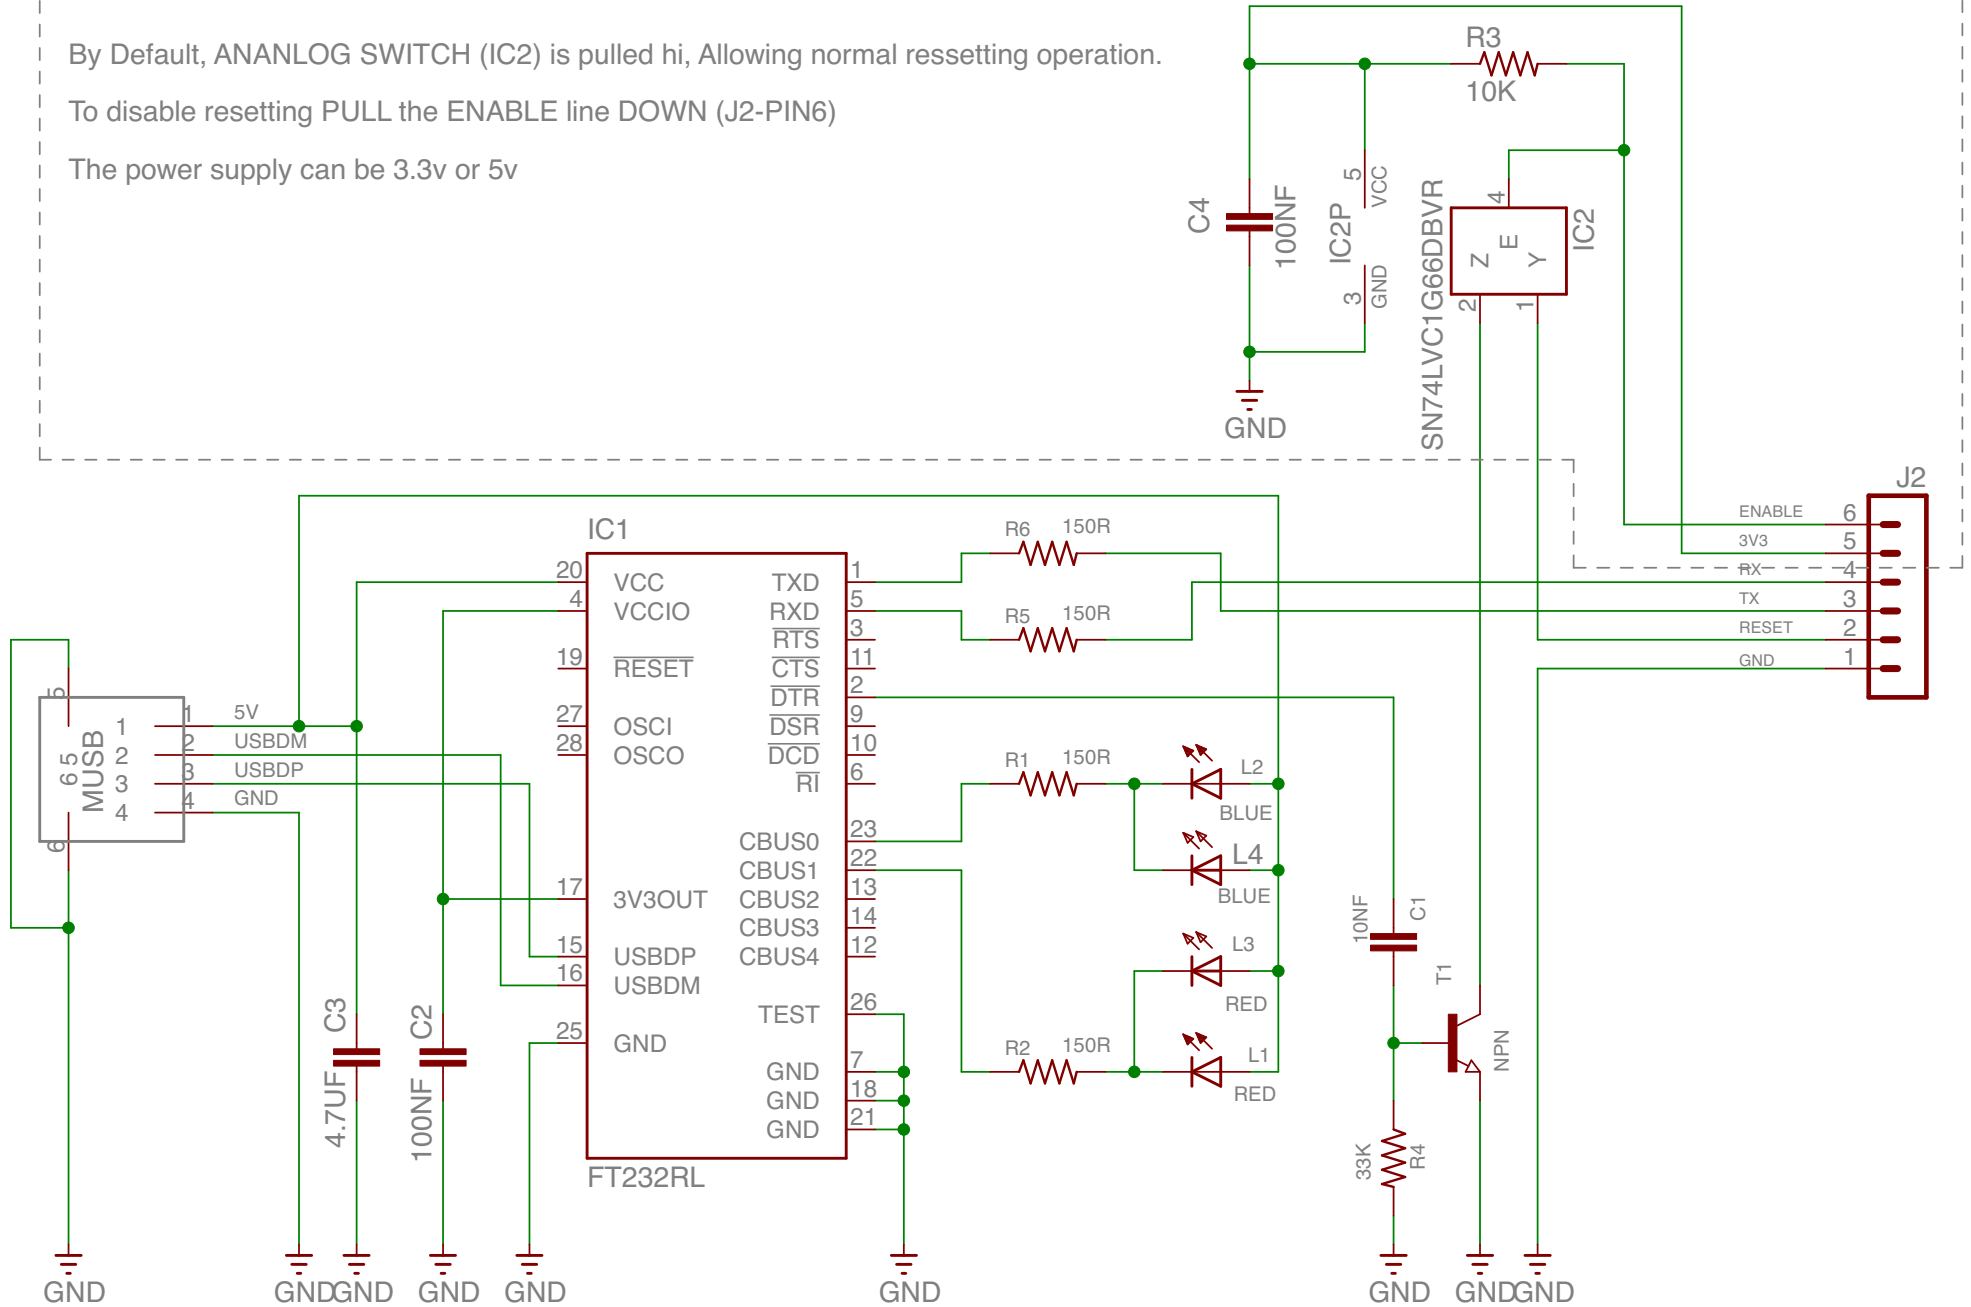 By Default, ANANLOG SWITCH (IC2) is pulled hi, Allowing normal ressetting operation.
To disable resetting PULL the ENABLE line DOWN (J2-PIN6)
The power supply can be 3.3v or 5v
R3
10K
C4
100NF
IC2P
5
VCC
3
GND
GND
SN74LVC1G66DBVR
4
E
Z
Y
IC2
2
1
J2
ENABLE 6
3V3 5
RX 4
TX 3
RESET 2
GND 1
IC1
20 VCC
4 VCCIO
19 RESET
27 OSCI
28 OSCO
17 3V3OUT
15 USBDP
16 USBDM
25 GND
TXD 1
RXD 5
RTS 3
CTS 11
DTR 2
DSR 9
DCD 10
RI 6
CBUS0 23
CBUS1 22
CBUS2 13
CBUS3 14
CBUS4 12
TEST 26
GND 7
GND 18
GND 21
FT232RL
R6 150R
R5 150R
R1 150R
R2 150R
L2
BLUE
L4
BLUE
L3
RED
L1
RED
MUSB
6 5
5
6
1 1 5V
2 2 USBDM
3 3 USBDP
4 4 GND
C3
4.7UF
C2
100NF
10NF
C1
T1
NPN
33K
R4
GND
GND
GND
GND
GND
GND
GND
GND
GND